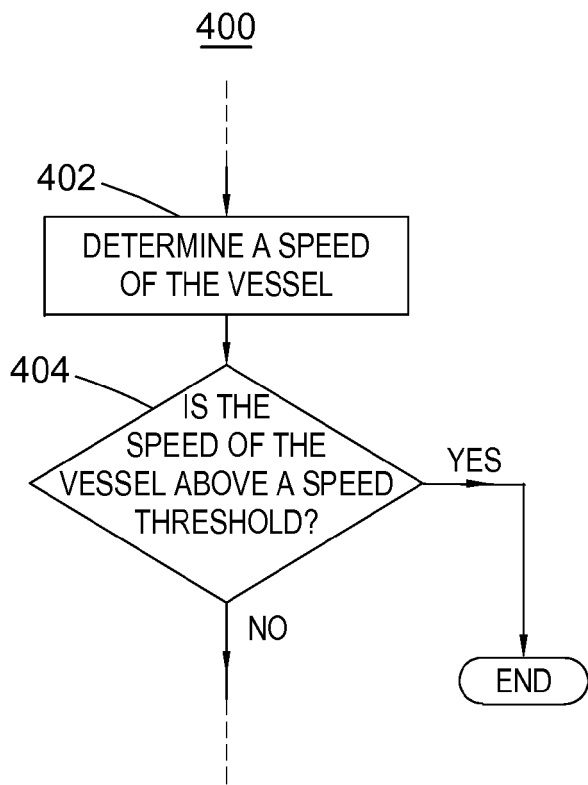 400
402
DETERMINE A SPEED
OF THE VESSEL
404
IS THE
SPEED OF THE
VESSEL ABOVE A SPEED
THRESHOLD?
YES
NO
END